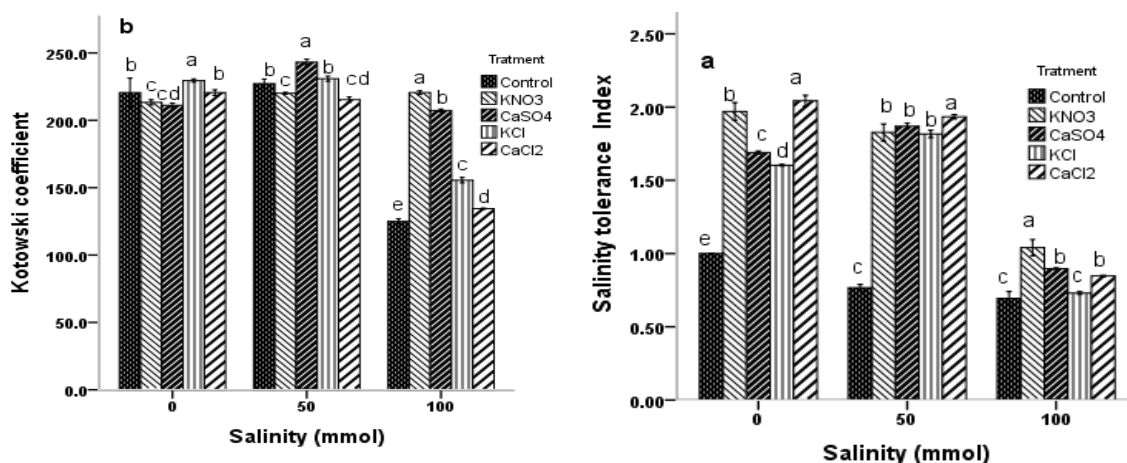 b
250.0
200.0
150.0
100.0
50.0
0.0
Kotowski coefficient
b c cd a b
b c a b cd
e a b c d
Tratment
Control
KNO3
CaSO4
KCl
CaCl2
0 50 100
Salinity (mmol)
a
2.50
2.00
1.50
1.00
0.50
0.00
Salinity tolerance Index
e b c d a
c b b b a
c a b c b
Tratment
Control
KNO3
CaSO4
KCl
CaCl2
0 50 100
Salinity (mmol)